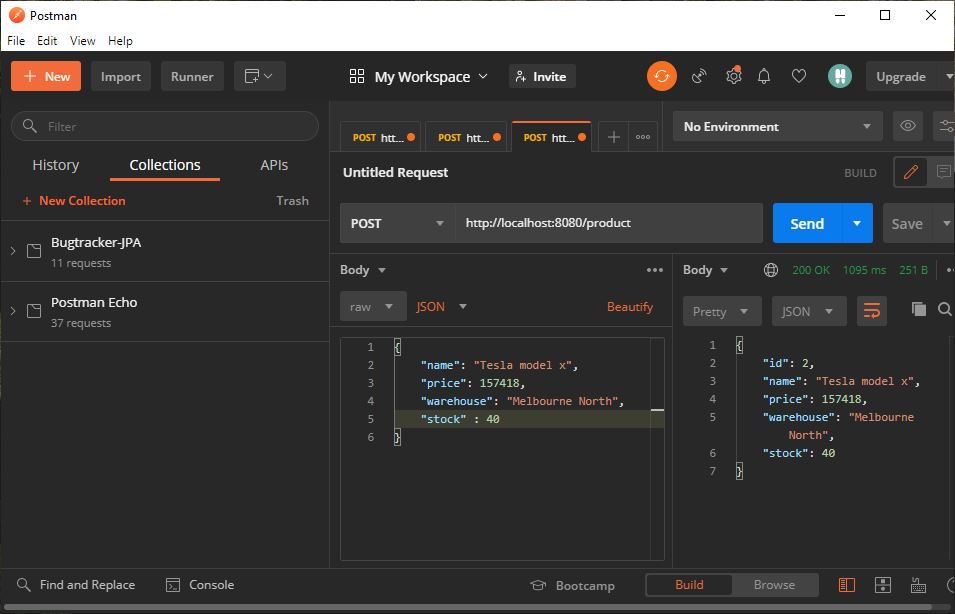 Postman
File Edit View Help
New Import Runner My Workspace Invite Upgrade
Filter
History Collections APIs
+ New Collection Trash
Bugtracker-JPA
11 requests
Postman Echo
37 requests
POST htt... POST htt... POST htt... No Environment
Untitled Request BUILD
POST http://localhost:8080/product Send Save
Body
raw JSON Beautify
1 {
2 "name": "Tesla model x",
3 "price": 157418,
4 "warehouse": "Melbourne North",
5 "stock" : 40
6 }
Body 200 OK 1095 ms 251 B
Pretty JSON
1 {
2 "id": 2,
3 "name": "Tesla model x",
4 "price": 157418,
5 "warehouse": "Melbourne
North",
6 "stock": 40
7 }
Find and Replace Console Bootcamp Build Browse